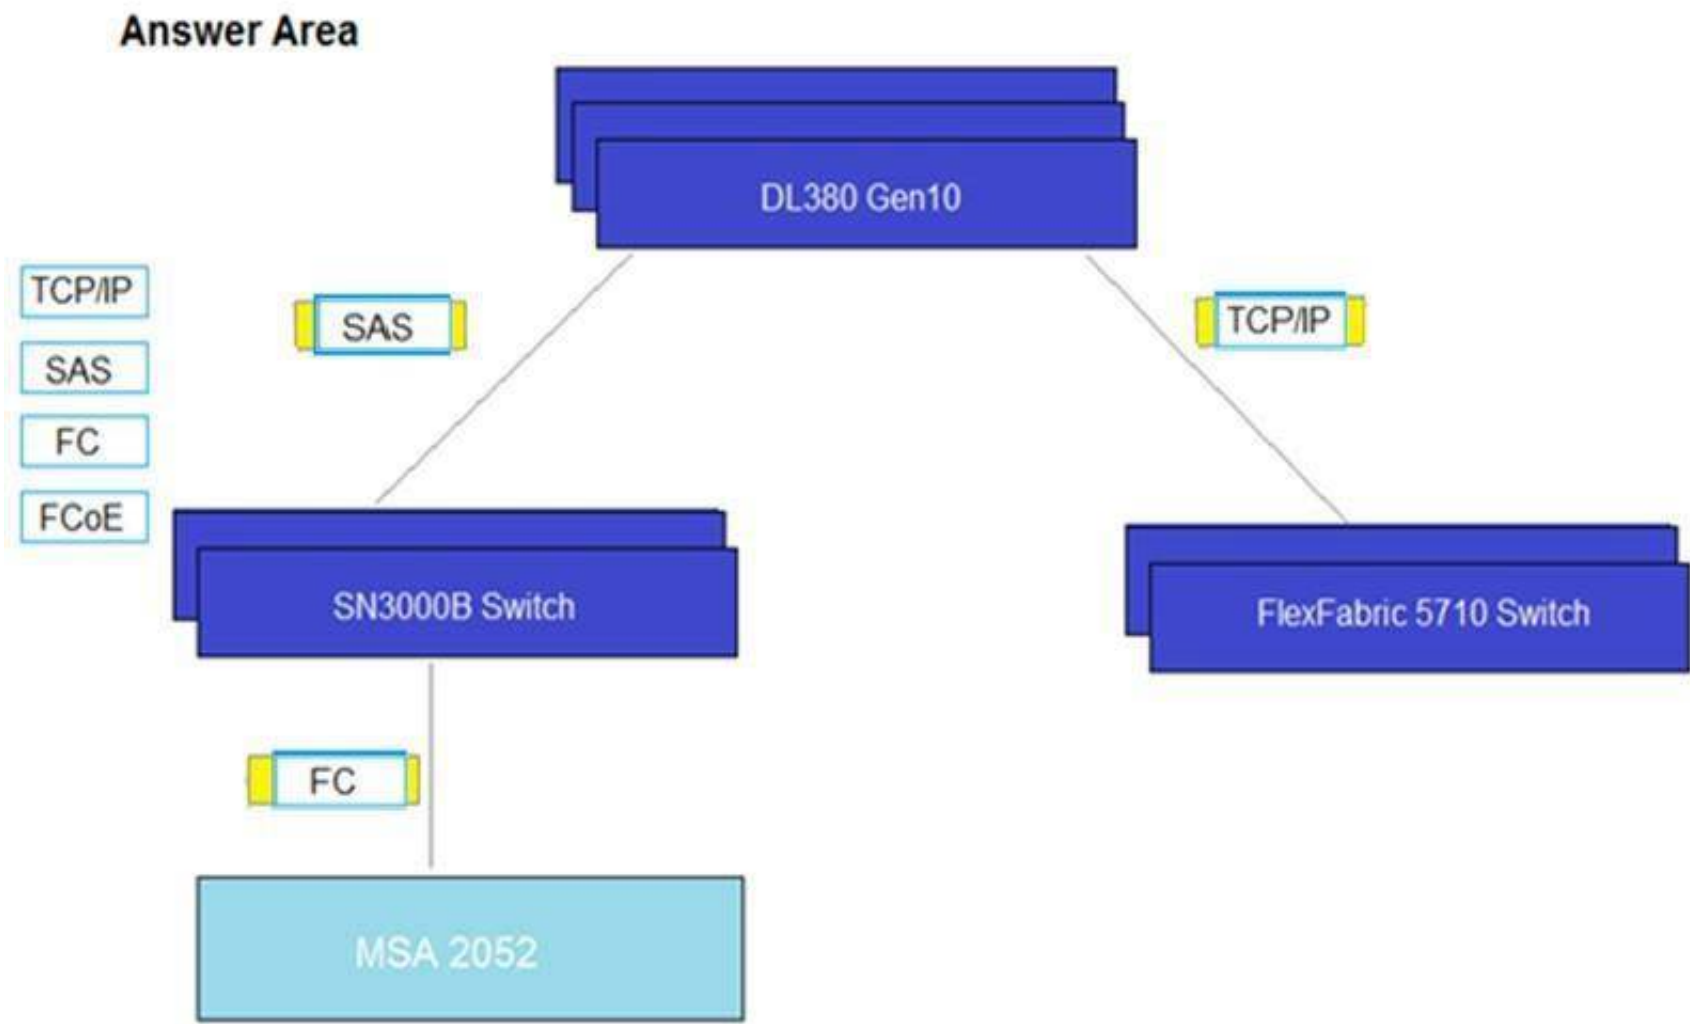 Answer Area
DL380 Gen10
TCP/IP
SAS
FC
FCoE
SAS
TCP/IP
SN3000B Switch
FlexFabric 5710 Switch
FC
MSA 2052